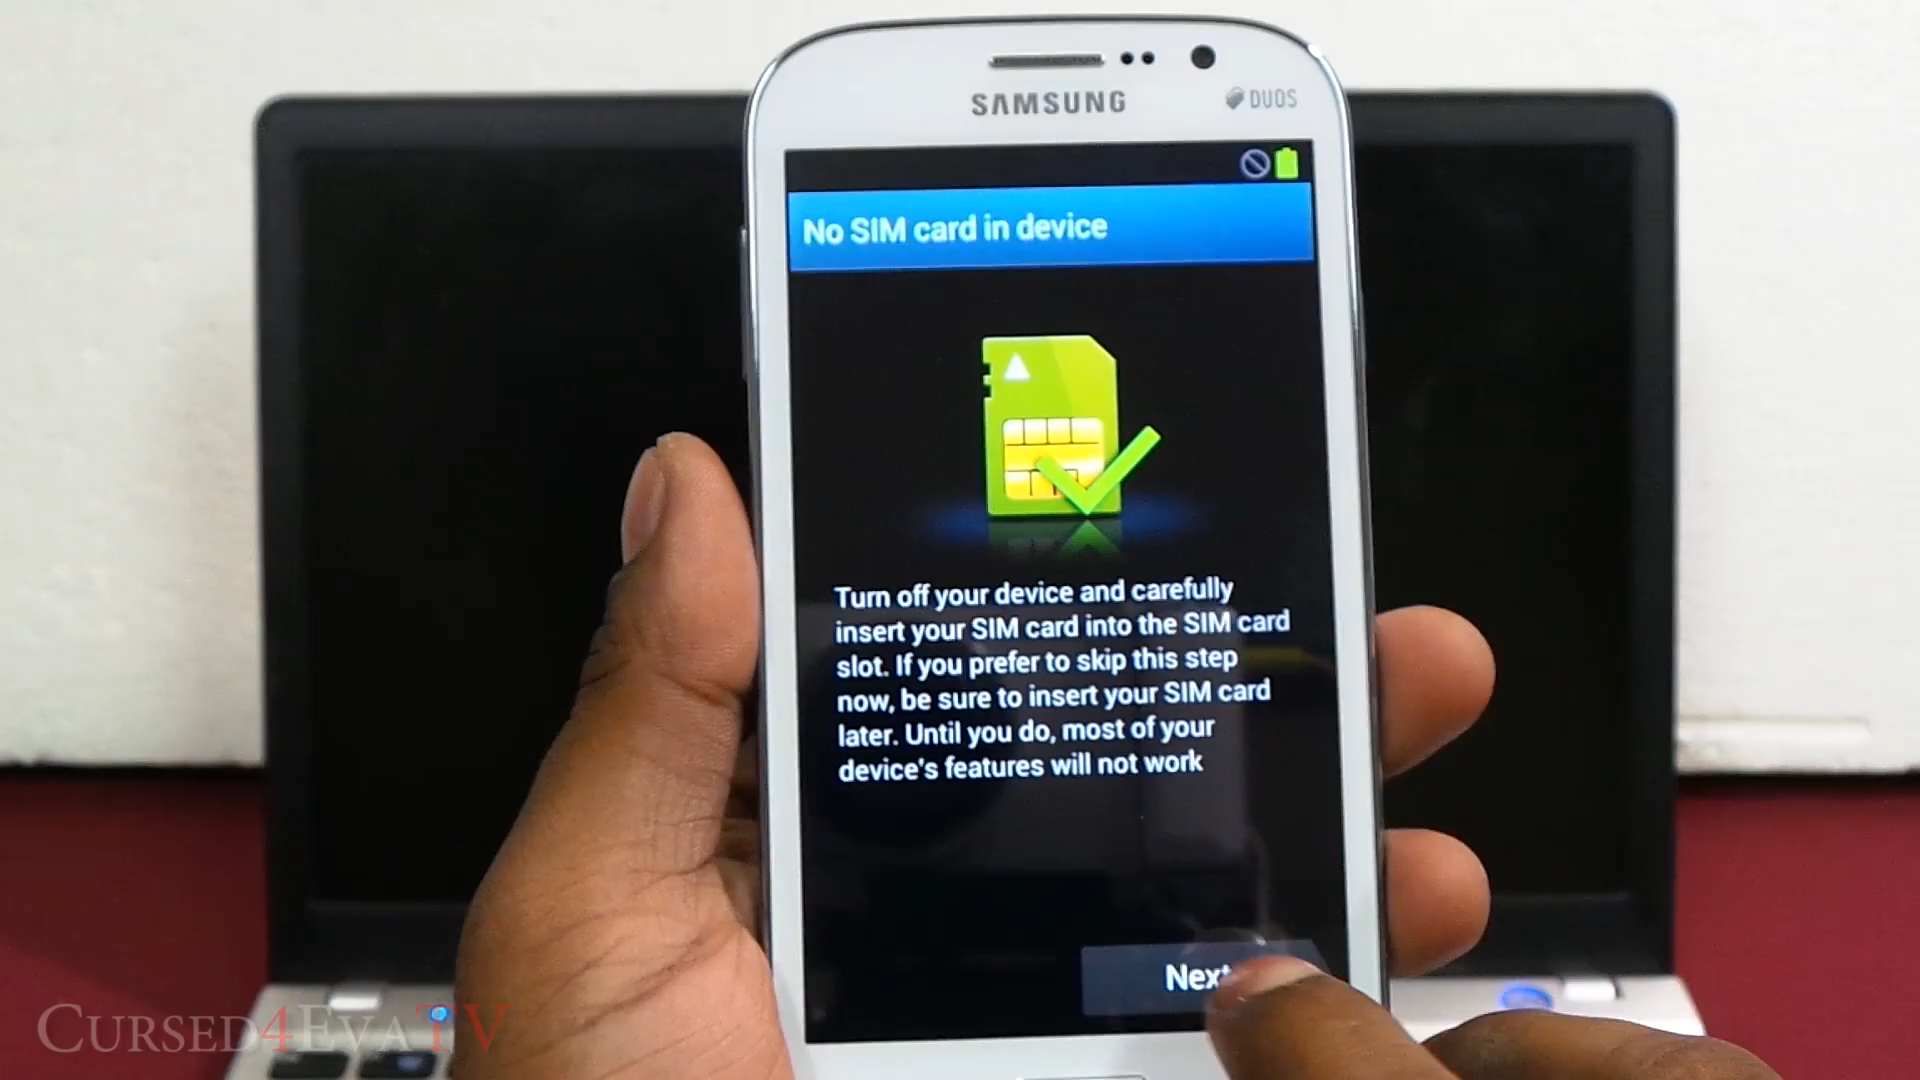 SAMSUNG
DUOS
No SIM card in device
Turn off your device and carefully
insert your SIM card into the SIM card
slot. If you prefer to skip this step
now, be sure to insert your SIM card
later. Until you do, most of your
device's features will not work
Next
Cursed4EvaTV